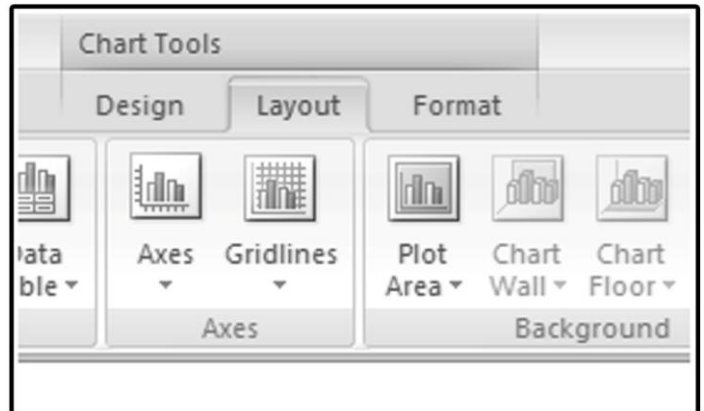 Chart Tools
Design Layout Format
Axes Gridlines Plot Chart Chart
Area Wall Floor
Axes Background